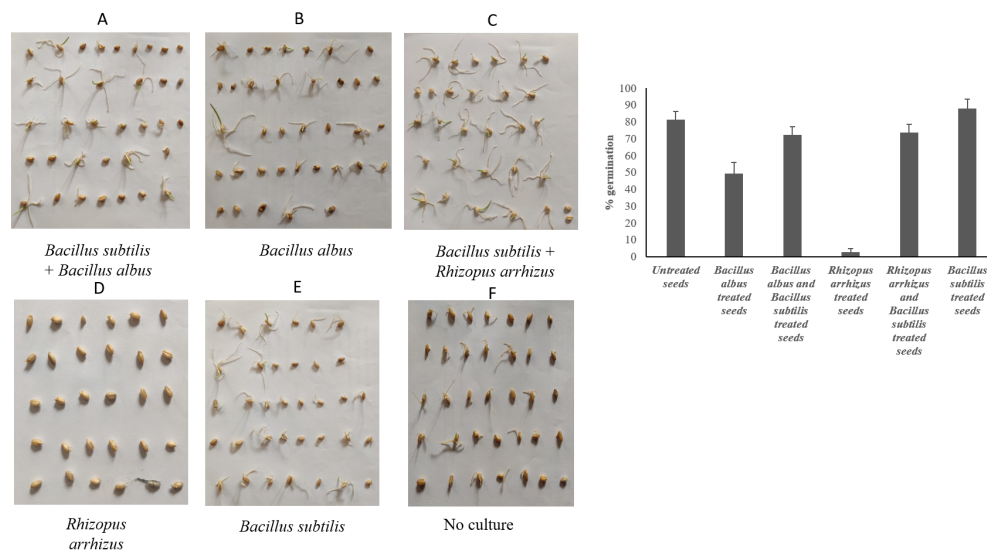 A
B
C
Bacillus subtilis
+ Bacillus albus
Bacillus albus
Bacillus subtilis +
Rhizopus arrhizus
D
E
F
Rhizopus
arrhizus
Bacillus subtilis
No culture
% germination
100
90
80
70
60
50
40
30
20
10
0
Untreated
seeds
Bacillus
albus
treated
seeds
Bacillus
albus and
Bacillus
subtilis
treated
seeds
Rhizopus
arrhizus
treated
seeds
Rhizopus
arrhizus
and
Bacillus
subtilis
treated
seeds
Bacillus
subtilis
treated
seeds